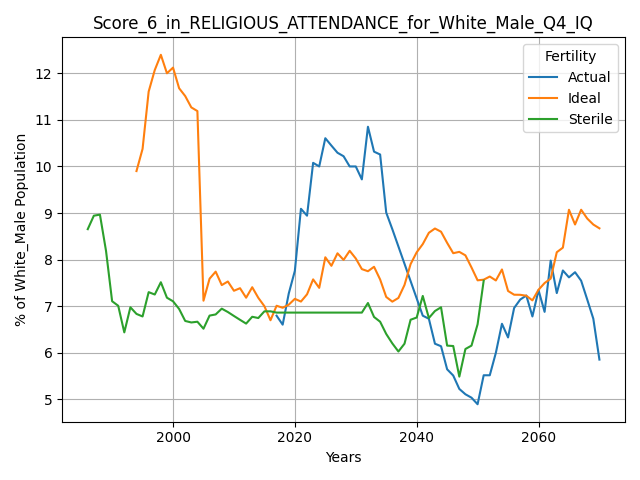 Score_6_in_RELIGIOUS_ATTENDANCE_for_White_Male_Q4_IQ
Fertility
Actual
Ideal
Sterile
% of White_Male Population
12
11
10
9
8
7
6
5
2000
2020
2040
2060
Years